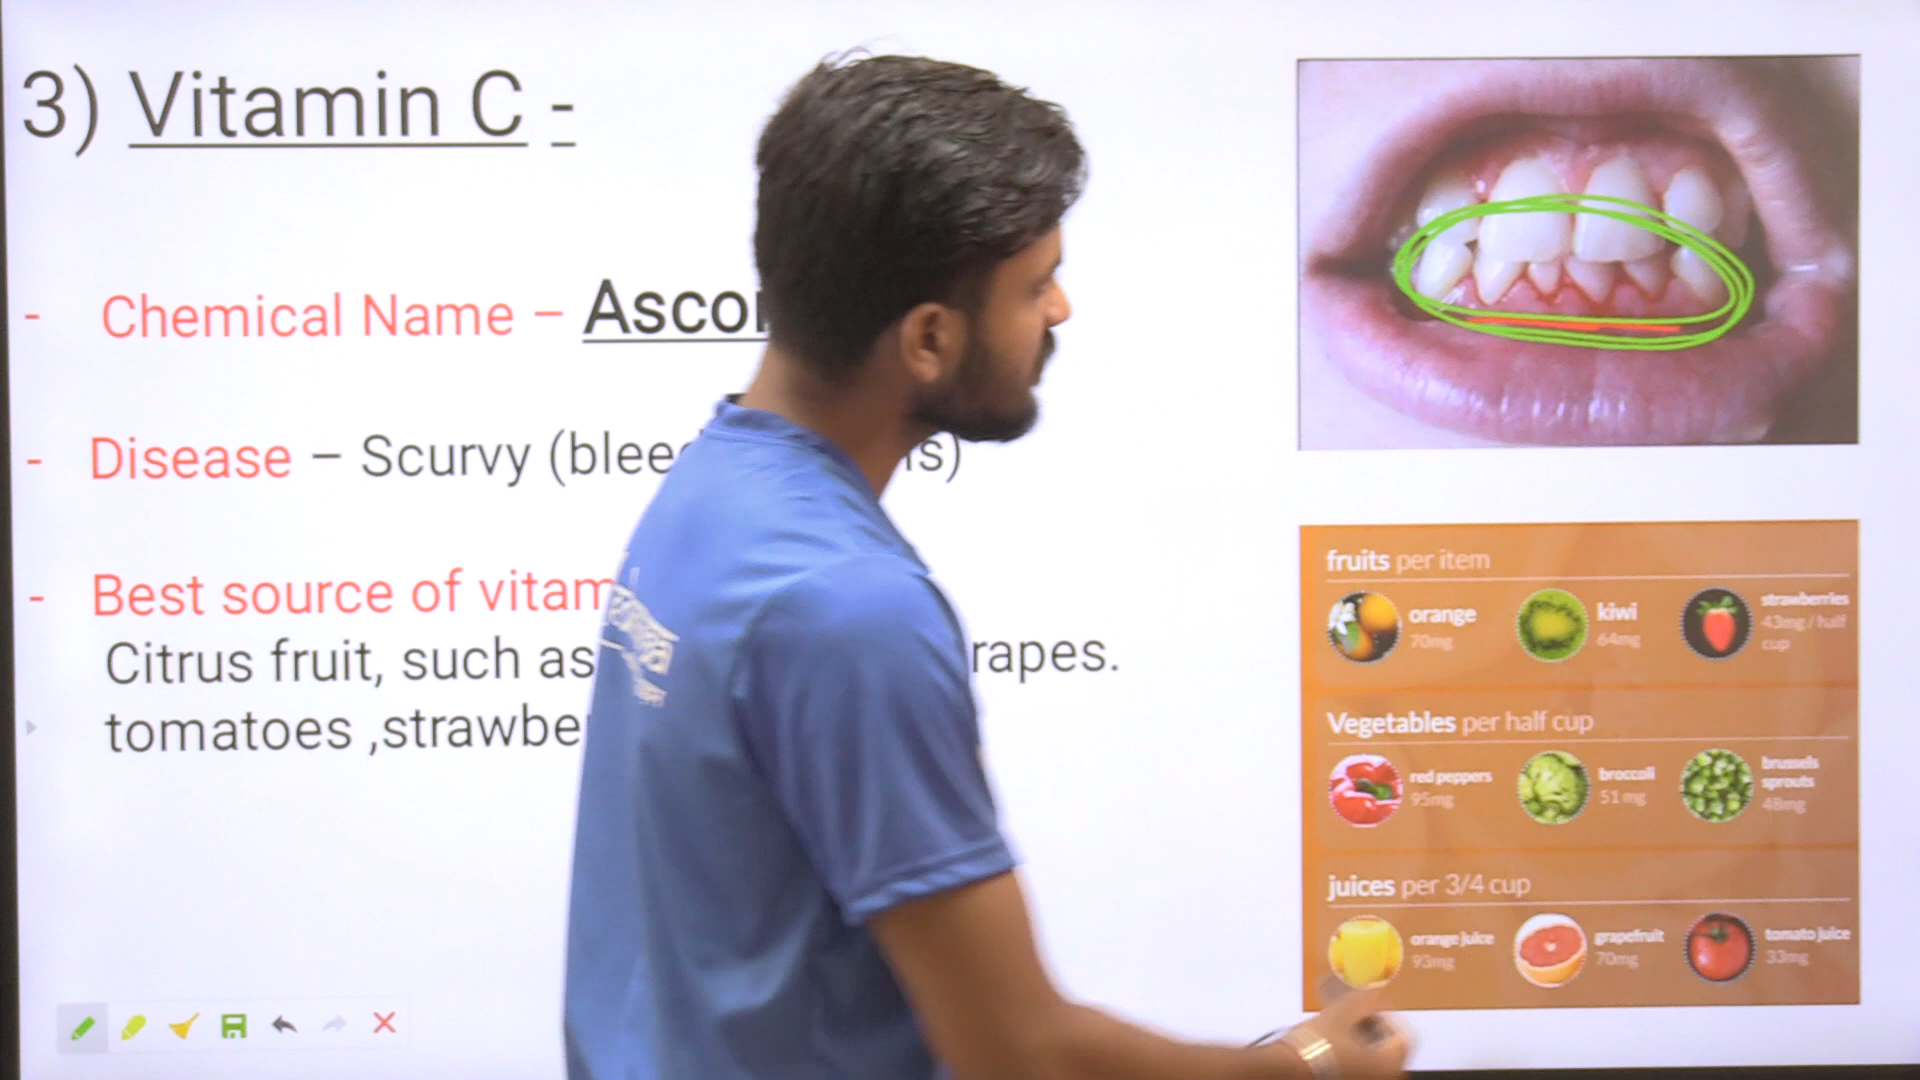 3) Vitamin C -
- Chemical Name – Asco
- Disease – Scurvy (blee s)
- Best source of vitam
Citrus fruit, such as rapes.
tomatoes ,strawbe
fruits per item
orange
70mg
kiwi
64mg
strawberries
43mg / half
cup
Vegetables per half cup
red peppers
95mg
broccoli
51 mg
brussels
sprouts
48mg
juices per 3/4 cup
orange juice
93mg
grapefruit
70mg
tomato juice
33mg